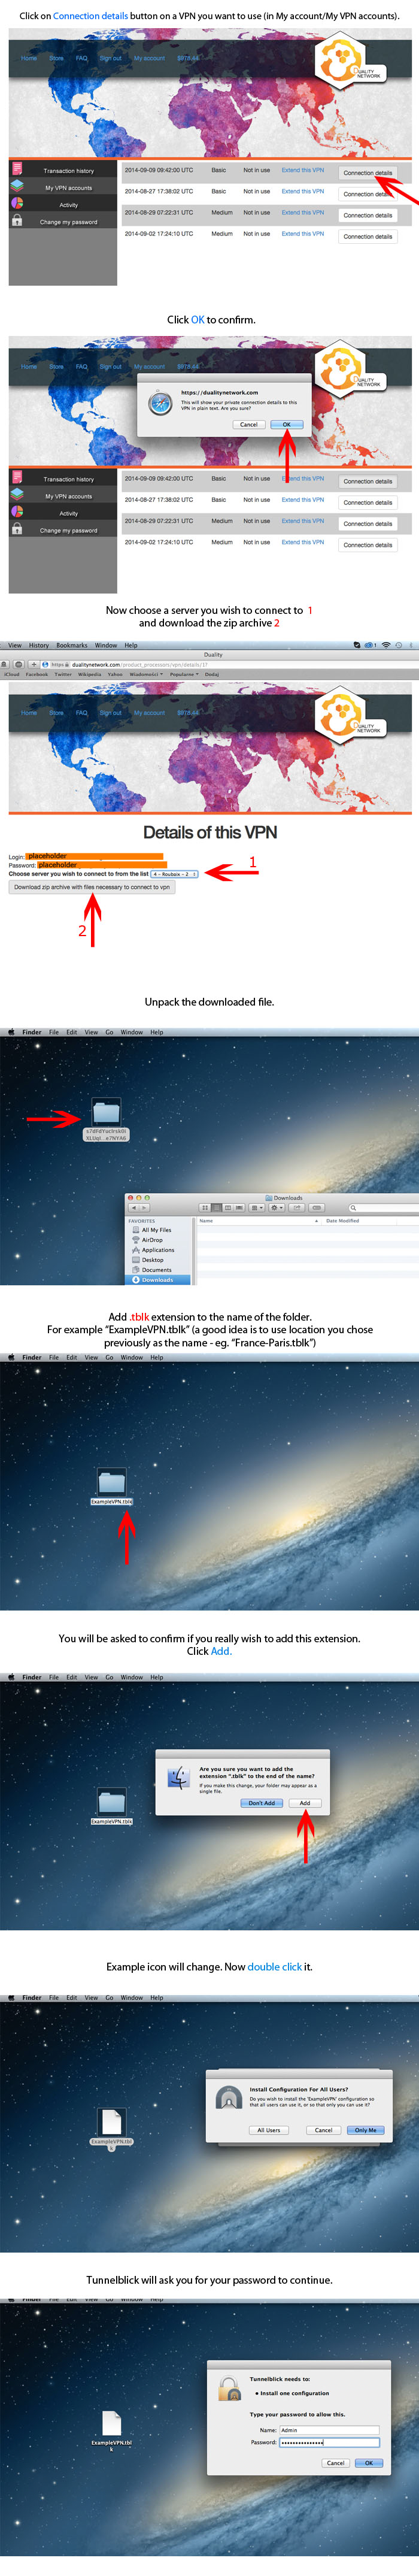 Click on Connection details button on a VPN you want to use (in My account/My VPN accounts).
Home Store FAQ Sign out My account
DUALITY
NETWORK
Transaction history
My VPN accounts
Activity
Change my password
2014-09-09 09:42:00 UTC Basic Not in use Extend this VPN Connection details
2014-08-27 17:38:02 UTC Basic Not in use Extend this VPN Connection details
2014-08-29 07:22:31 UTC Medium Not in use Extend this VPN Connection details
2014-09-02 17:24:10 UTC Medium Not in use Extend this VPN Connection details
Click OK to confirm.
Home Store FAQ Sign out My account
DUALITY
NETWORK
https://dualitynetwork.com
This will show your private connection details to this
VPN in plain text. Are you sure?
Cancel OK
Transaction history
My VPN accounts
Activity
Change my password
2014-09-09 09:42:00 UTC Basic Not in use Extend this VPN Connection details
2014-08-27 17:38:02 UTC Basic Not in use Extend this VPN Connection details
2014-08-29 07:22:31 UTC Medium Not in use Extend this VPN Connection details
2014-09-02 17:24:10 UTC Medium Not in use Extend this VPN Connection details
Now choose a server you wish to connect to 1
and download the zip archive 2
View History Bookmarks Window Help
Duality
https dualitynetwork.com/product_processors/vpn/details/17
iCloud Facebook Twitter Wikipedia Yahoo Wiadomości Popularne Dodaj
Home Store FAQ Sign out My account
DUALITY
NETWORK
Details of this VPN
Login: placeholder
Password: placeholder
Choose server you wish to connect to from the list 4 - Roubaix - 2
1
Download zip archive with files necessary to connect to vpn
2
Unpack the downloaded file.
Finder File Edit View Go Window Help
Downloads
FAVORITES
Name Date Modified
All My Files
AirDrop
Applications
Desktop
Documents
Downloads
Add .tblk extension to the name of the folder.
For example "ExampleVPN.tblk" (a good idea is to use location you chose
previously as the name - eg. "France-Paris.tblk")
Finder File Edit View Go Window Help
ExampleVPN.tblk
You will be asked to confirm if you really wish to add this extension.
Click Add.
Finder File Edit View Go Window Help
ExampleVPN.tblk
Are you sure you want to add the
extension ".tblk" to the end of the name?
If you make this change, your folder may appear as a
single file.
Don't Add Add
Example icon will change. Now double click it.
Finder File Edit View Go Window Help
ExampleVPN.tbl
k
Install Configuration For All Users?
Do you wish to install the 'ExampleVPN' configuration so
that all users can use it, or so that only you can use it?
All Users Cancel Only Me
Tunnelblick will ask you for your password to continue.
Finder File Edit View Go Window Help
ExampleVPN.tbl
k
Tunnelblick needs to:
• Install one configuration
Type your password to allow this.
Name: Admin
Password: •••••••••••••••
Cancel OK